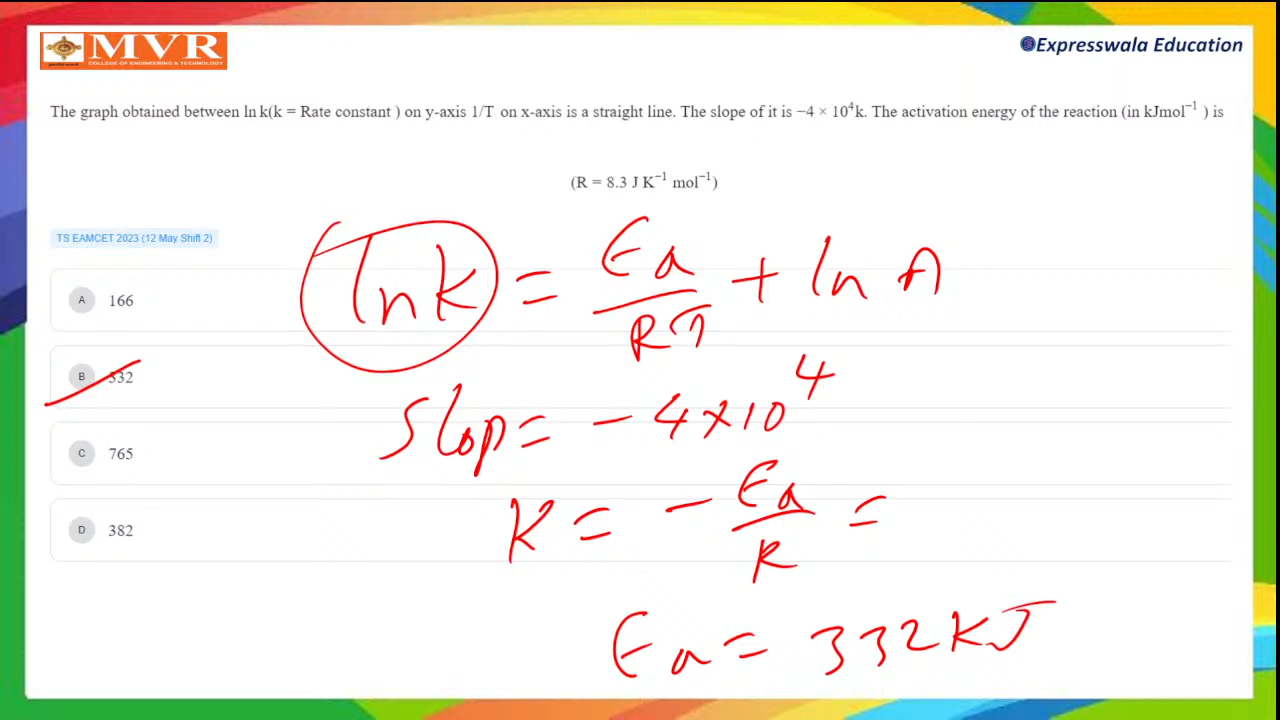 MVR
COLLEGE OF ENGINEERING & TECHNOLOGY
Expresswala Education
The graph obtained between ln k(k = Rate constant ) on y-axis 1/T on x-axis is a straight line. The slope of it is −4 × 10⁴k. The activation energy of the reaction (in kJmol⁻¹ ) is
(R = 8.3 J K⁻¹ mol⁻¹)
TS EAMCET 2023 (12 May Shift 2)
A 166
B 332
C 765
D 382
ln k = Ea/RT + ln A
Slop = − 4×10⁴
K = − Ea/R =
Ea = 332 KJ